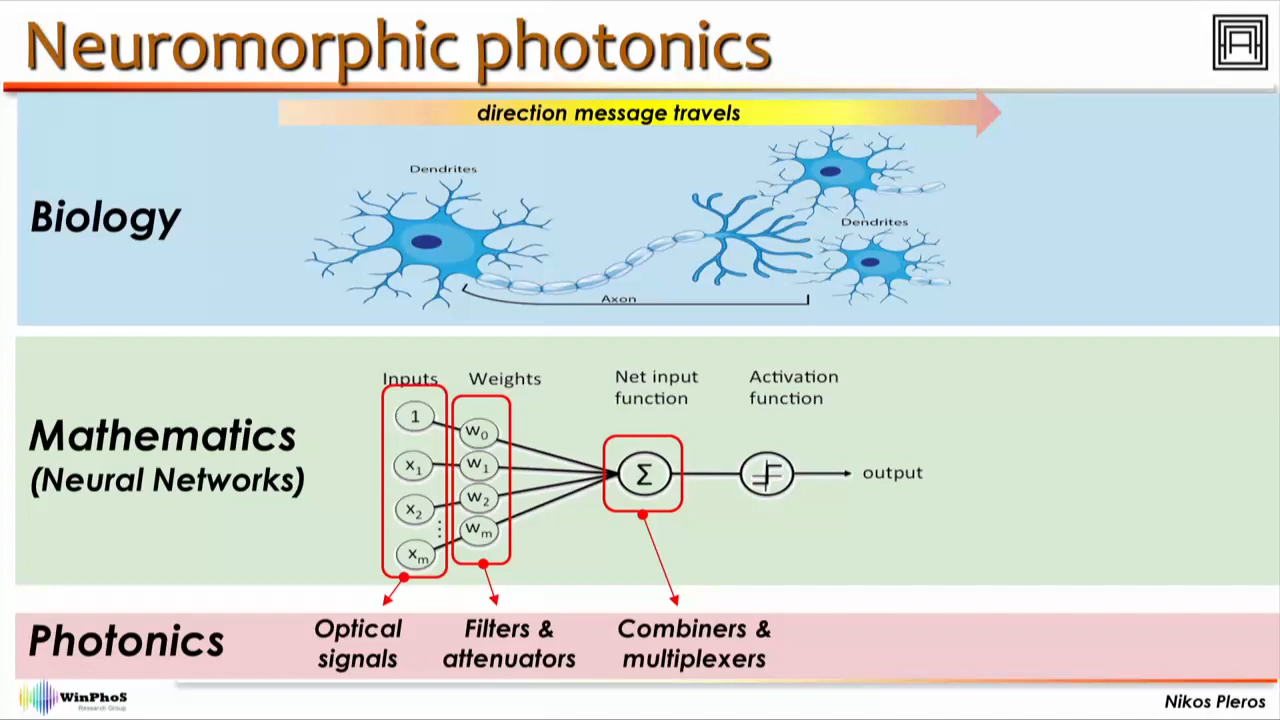 Neuromorphic photonics
direction message travels
Dendrites
Biology
Dendrites
Axon
Inputs
Weights
Net input
function
Activation
function
Mathematics
(Neural Networks)
1
x1
x2
⋮
xm
w0
w1
w2
wm
Σ
output
Photonics
Optical
signals
Filters &
attenuators
Combiners &
multiplexers
WinPhoS
Research Group
Nikos Pleros